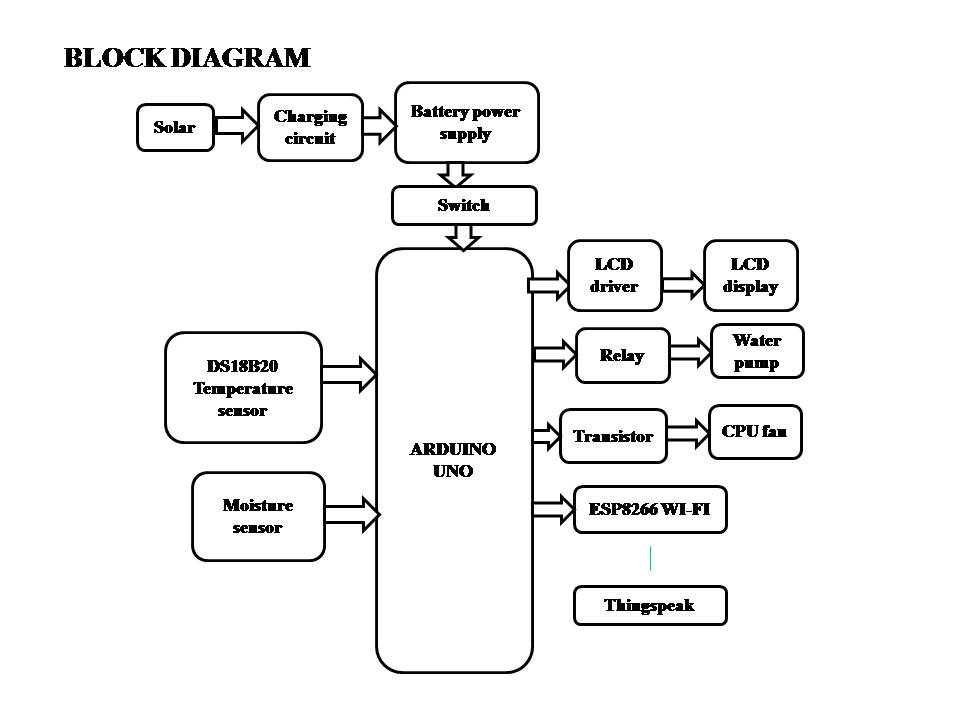 BLOCK DIAGRAM
Solar
Charging
circuit
Battery power
supply
Switch
LCD
driver
LCD
display
Relay
Water
pump
DS18B20
Temperature
sensor
ARDUINO
UNO
Transistor
CPU fan
Moisture
sensor
ESP8266 WI-FI
Thingspeak